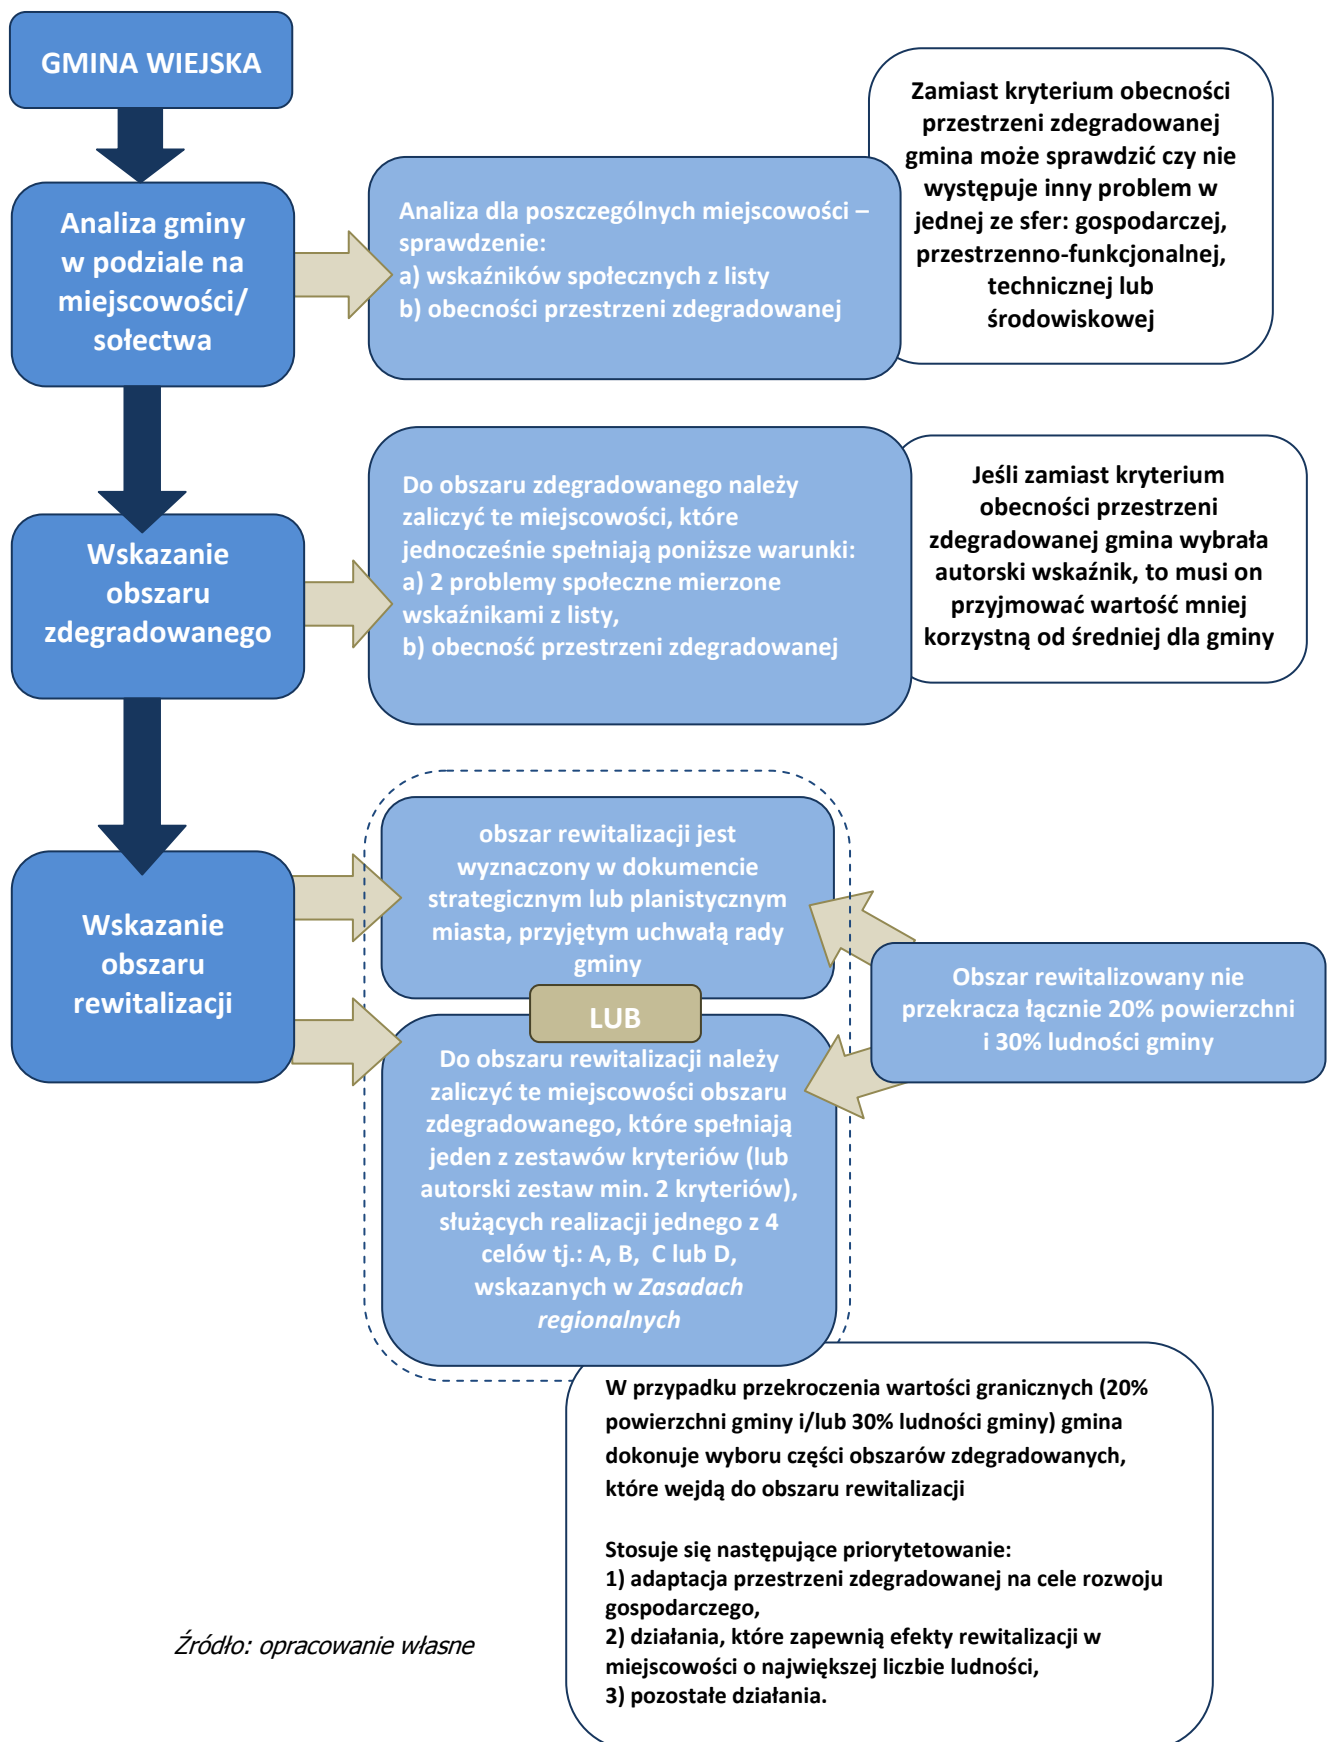 GMINA WIEJSKA
Zamiast kryterium obecności
przestrzeni zdegradowanej
gmina może sprawdzić czy nie
występuje inny problem w
jednej ze sfer: gospodarczej,
przestrzenno-funkcjonalnej,
technicznej lub
środowiskowej
Analiza gminy
w podziale na
miejscowości/
sołectwa
Analiza dla poszczególnych miejscowości –
sprawdzenie:
a) wskaźników społecznych z listy
b) obecności przestrzeni zdegradowanej
Wskazanie
obszaru
zdegradowanego
Do obszaru zdegradowanego należy
zaliczyć te miejscowości, które
jednocześnie spełniają poniższe warunki:
a) 2 problemy społeczne mierzone
wskaźnikami z listy,
b) obecność przestrzeni zdegradowanej
Jeśli zamiast kryterium
obecności przestrzeni
zdegradowanej gmina wybrała
autorski wskaźnik, to musi on
przyjmować wartość mniej
korzystną od średniej dla gminy
Wskazanie
obszaru
rewitalizacji
obszar rewitalizacji jest
wyznaczony w dokumencie
strategicznym lub planistycznym
miasta, przyjętym uchwałą rady
gminy
LUB
Do obszaru rewitalizacji należy
zaliczyć te miejscowości obszaru
zdegradowanego, które spełniają
jeden z zestawów kryteriów (lub
autorski zestaw min. 2 kryteriów),
służących realizacji jednego z 4
celów tj.: A, B, C lub D,
wskazanych w Zasadach
regionalnych
Obszar rewitalizowany nie
przekracza łącznie 20% powierzchni
i 30% ludności gminy
W przypadku przekroczenia wartości granicznych (20%
powierzchni gminy i/lub 30% ludności gminy) gmina
dokonuje wyboru części obszarów zdegradowanych,
które wejdą do obszaru rewitalizacji
Stosuje się następujące priorytetowanie:
1) adaptacja przestrzeni zdegradowanej na cele rozwoju
gospodarczego,
2) działania, które zapewnią efekty rewitalizacji w
miejscowości o największej liczbie ludności,
3) pozostałe działania.
Źródło: opracowanie własne